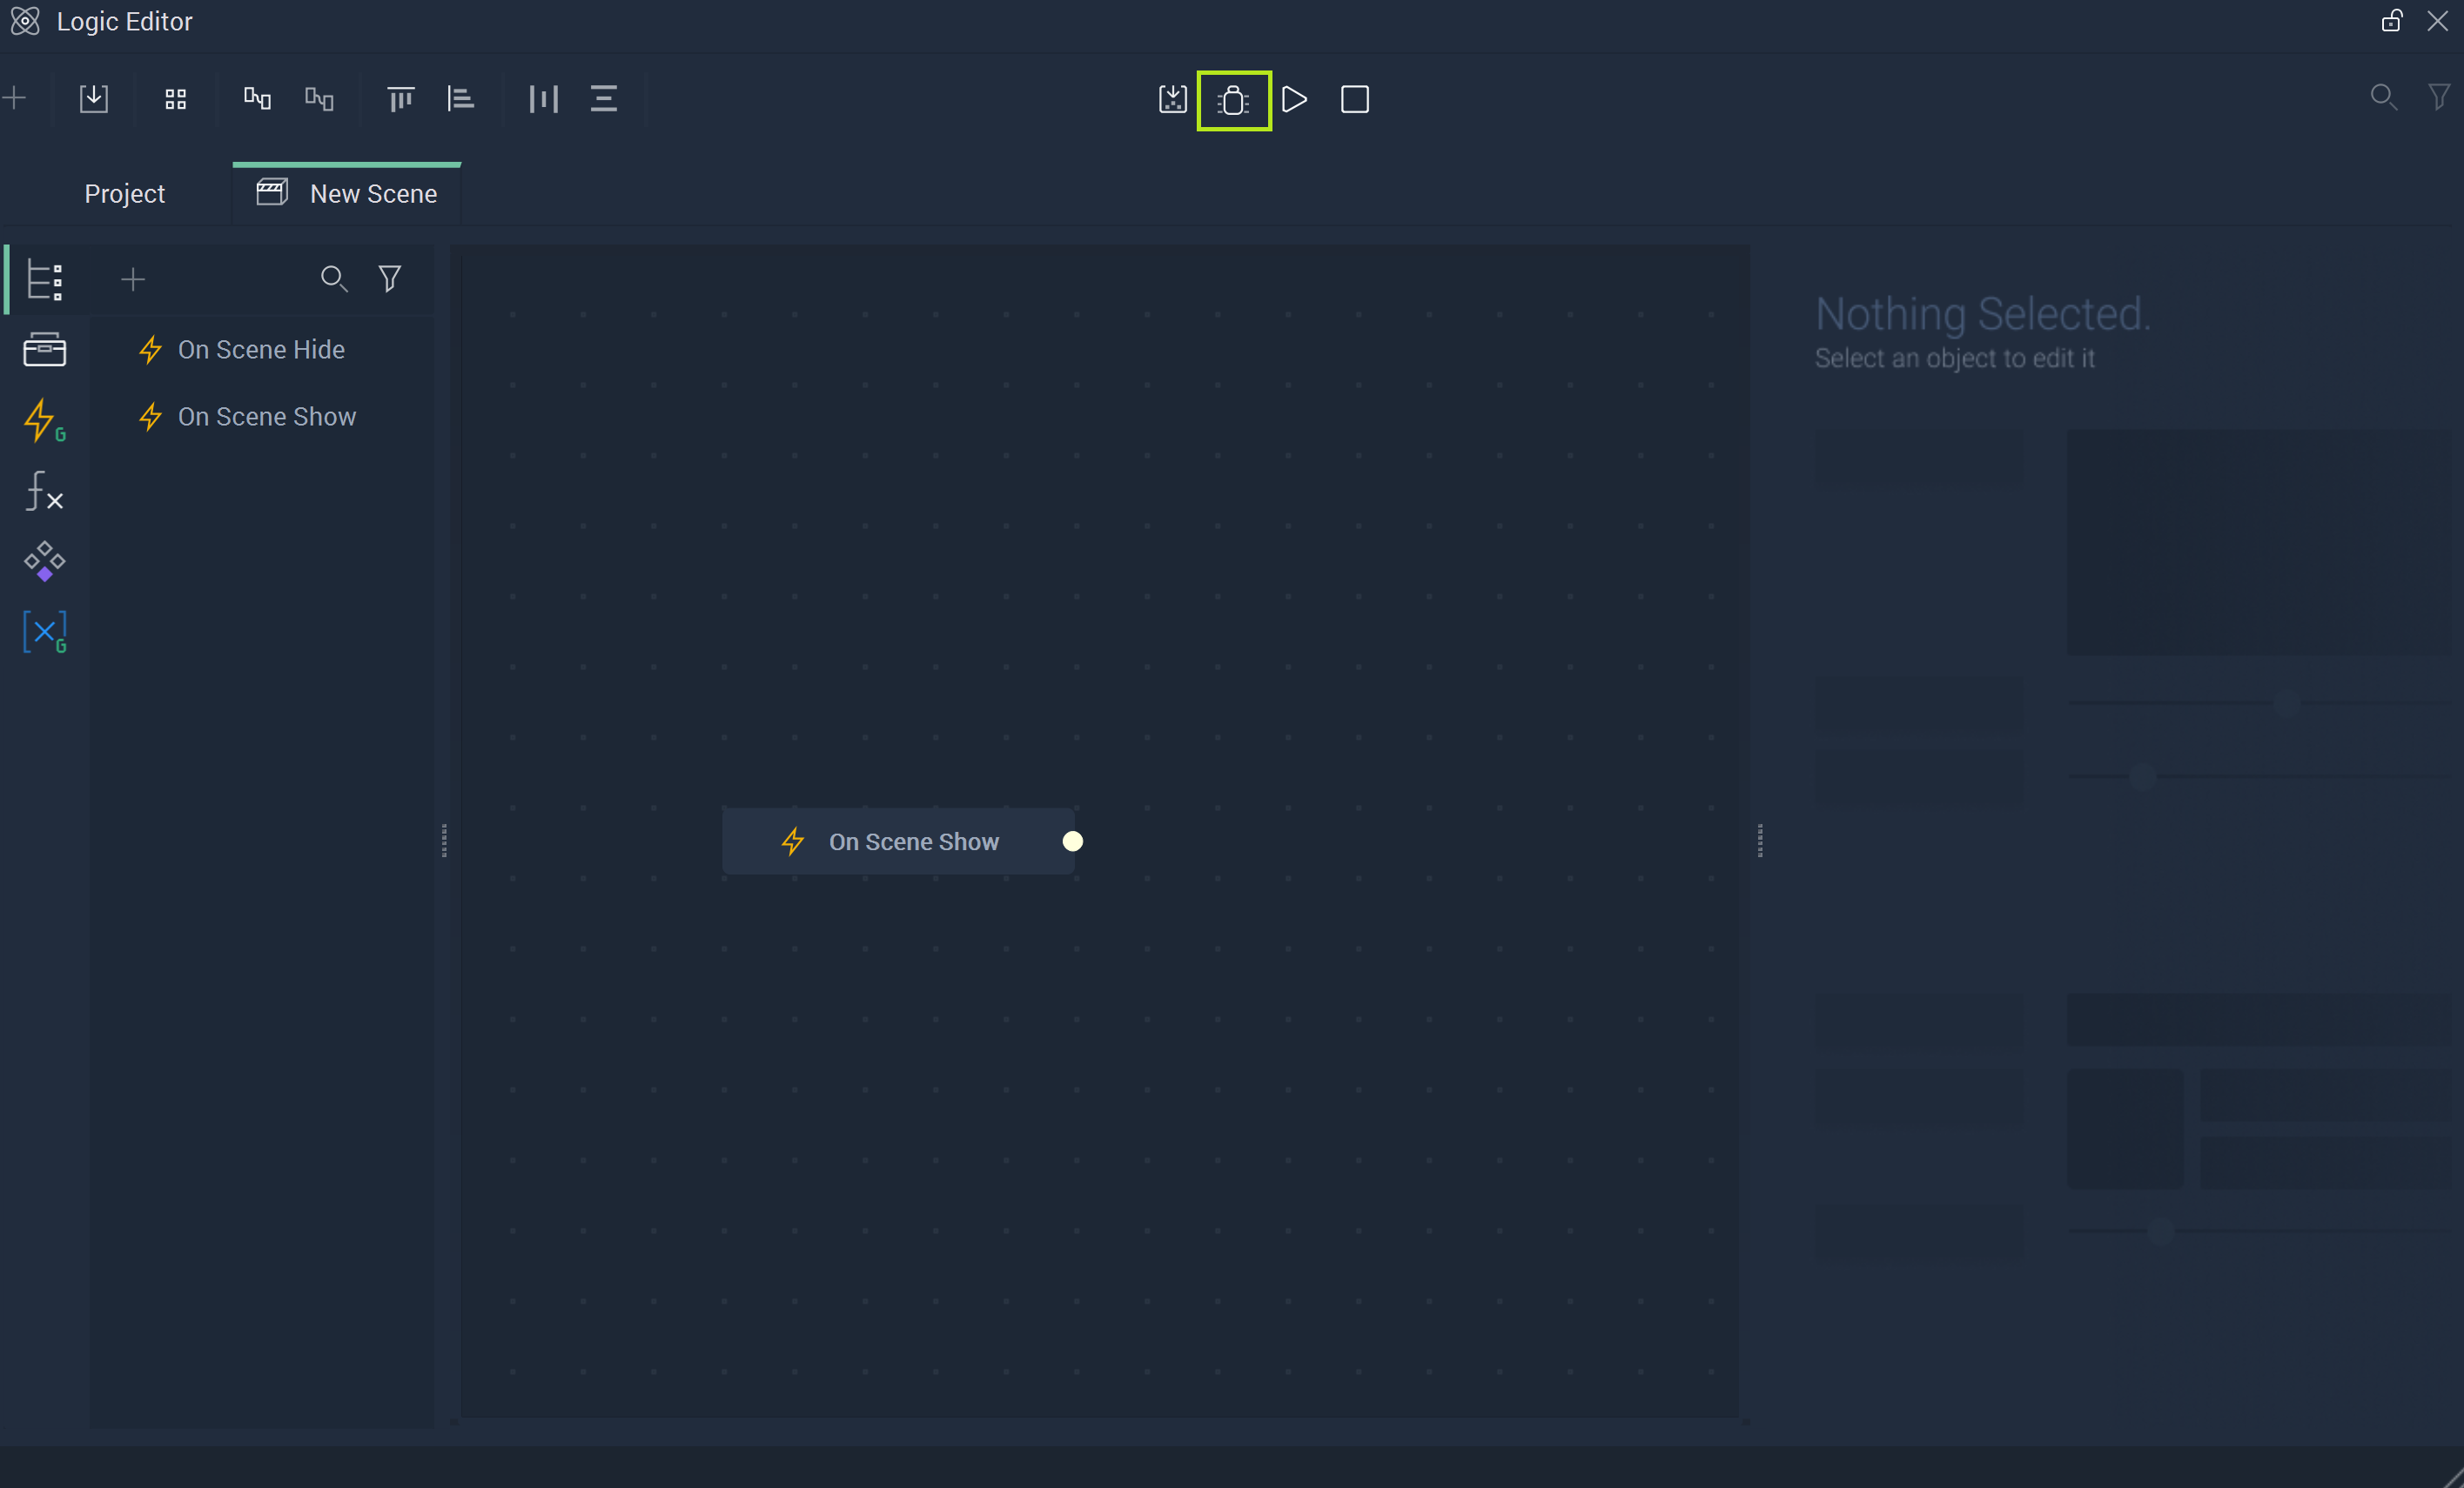 Logic Editor
Project
New Scene
On Scene Hide
On Scene Show
G
G
On Scene Show
Nothing Selected.
Select an object to edit it